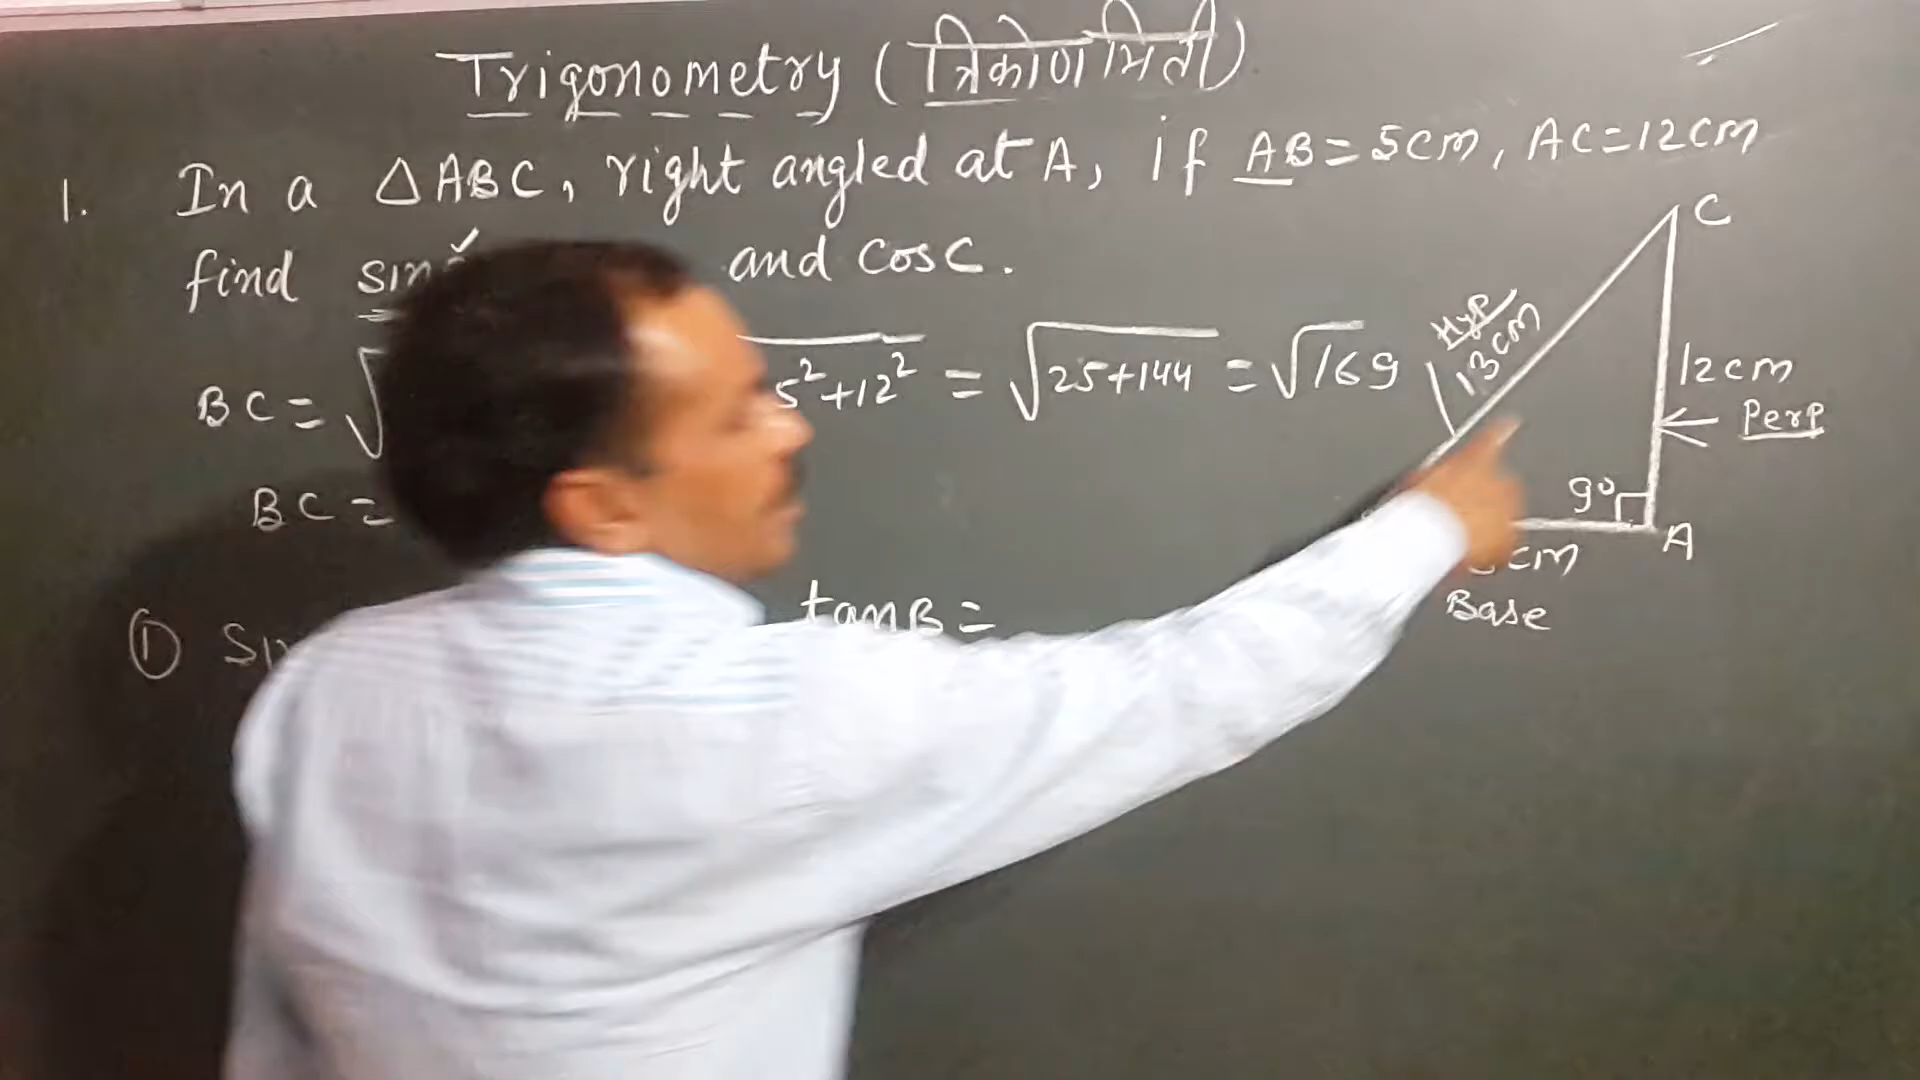 Trigonometry (त्रिकोणमिती)
1. In a △ABC, right angled at A, if AB=5cm, AC=12cm
find and cosC.
BC=√ 5²+12² = √25+144 = √169
BC=
① 
tanB=
C
Hyp
13cm
12cm
Perp
90
A
cm
Base